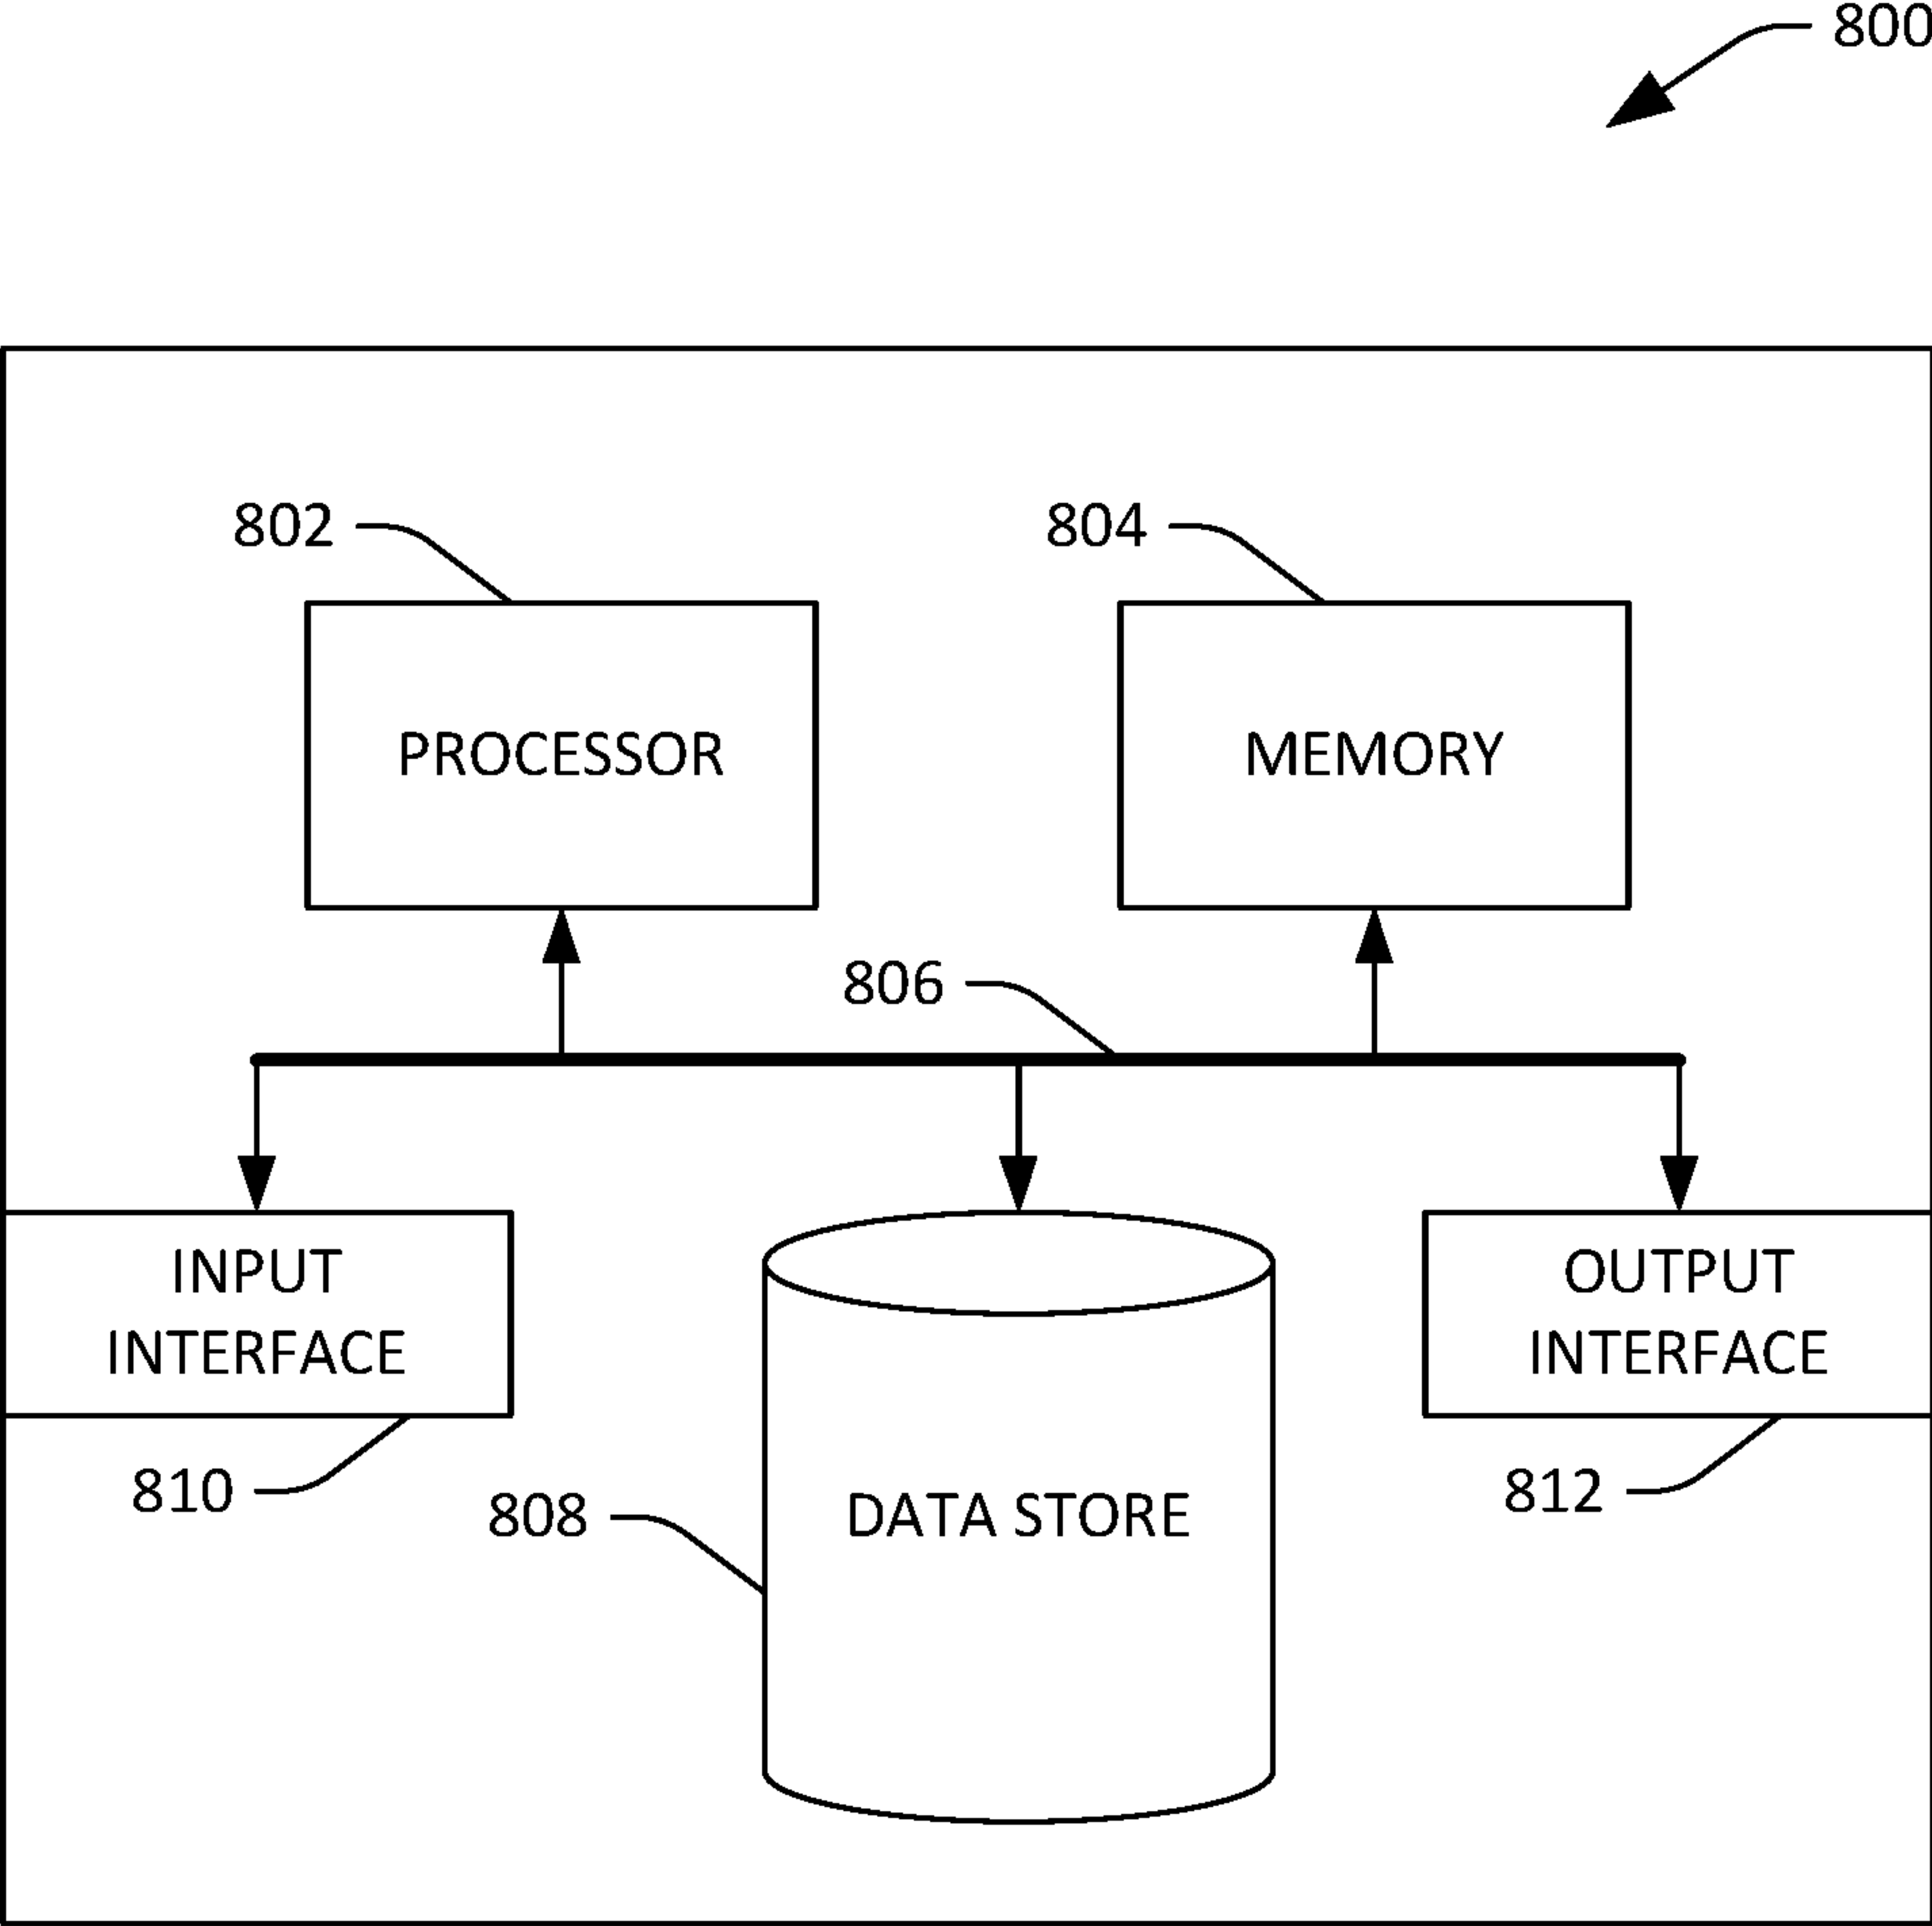 800
802
804
PROCESSOR
MEMORY
806
INPUT
INTERFACE
OUTPUT
INTERFACE
810
808
DATA STORE
812